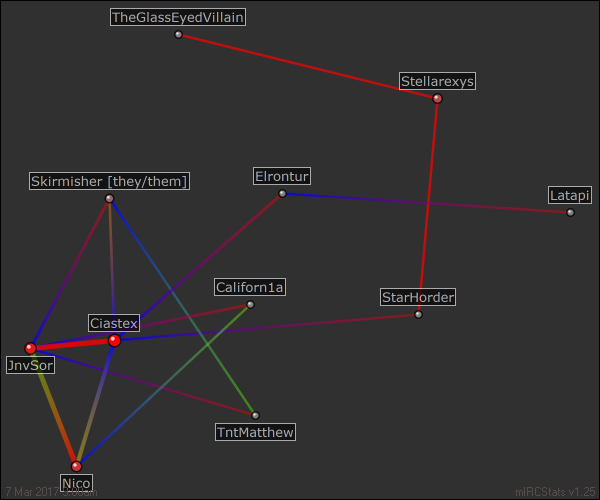 TheGlassEyedVillain
Stellarexys
Elrontur
Skirmisher [they/them]
Latapi
Californ1a
StarHorder
Ciastex
JnvSor
TntMatthew
Nico
7 Mar 2017
mIRCStats v1.25